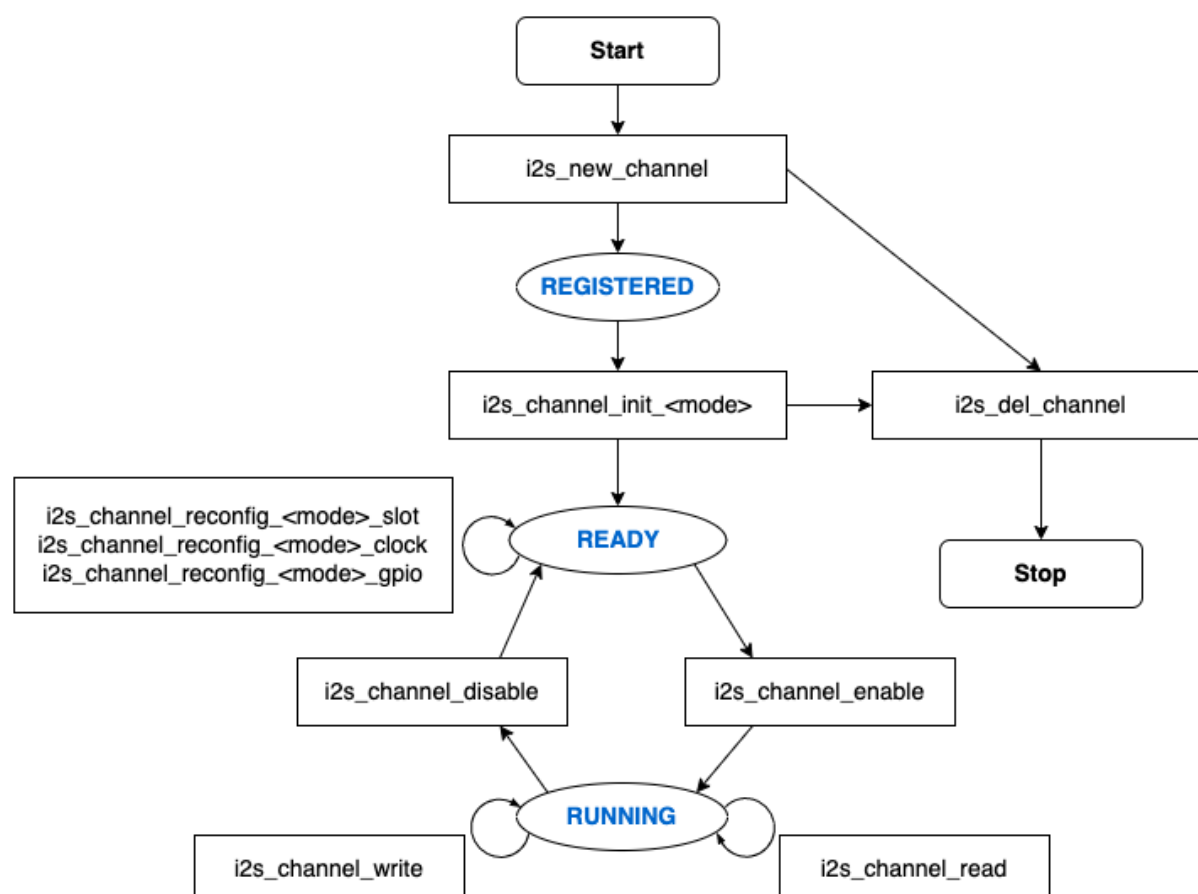 Start
i2s_new_channel
REGISTERED
i2s_channel_init_<mode>
i2s_del_channel
i2s_channel_reconfig_<mode>_slot
i2s_channel_reconfig_<mode>_clock
i2s_channel_reconfig_<mode>_gpio
READY
Stop
i2s_channel_disable
i2s_channel_enable
RUNNING
i2s_channel_write
i2s_channel_read